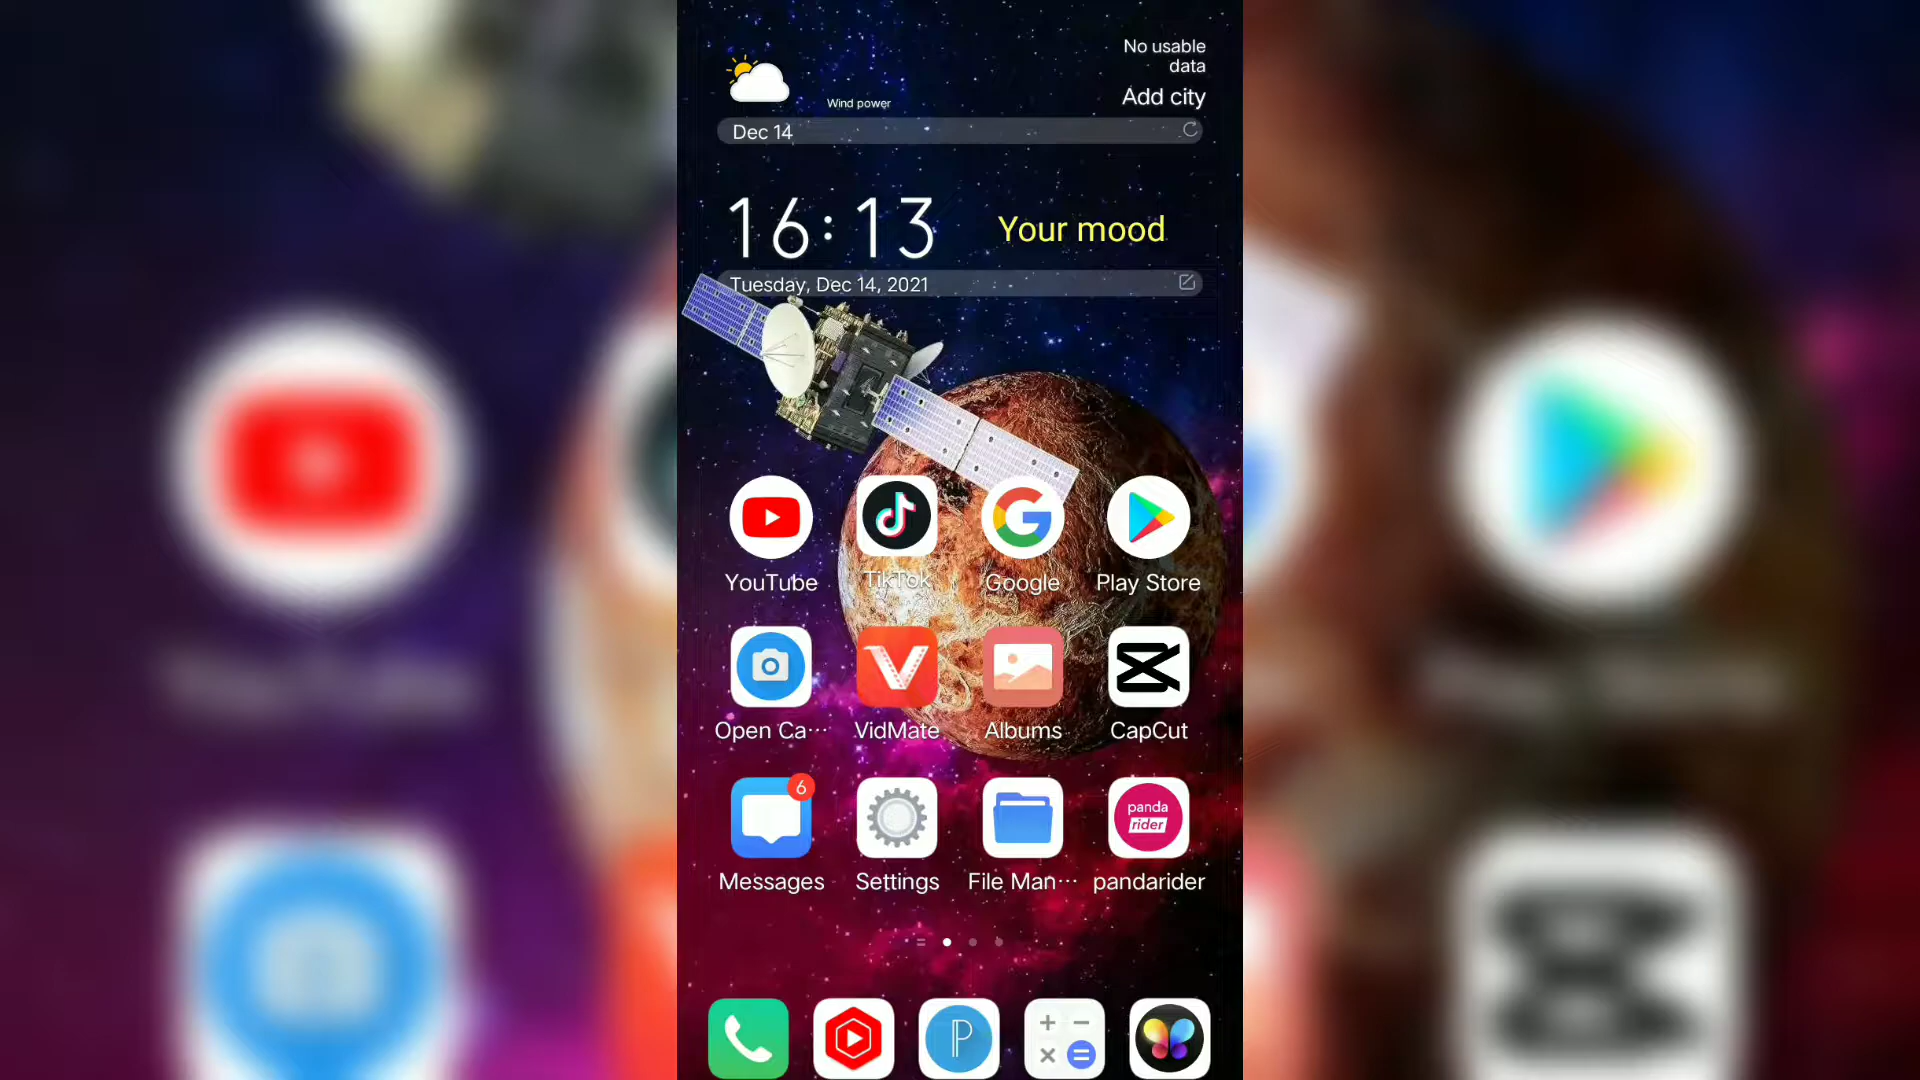 No usable
data
Wind power
Add city
Dec 14
16:13
Your mood
Tuesday, Dec 14, 2021
YouTube
TikTok
Google
Play Store
Open Ca···
VidMate
Albums
CapCut
6
panda
rider
Messages
Settings
File Man···
pandarider